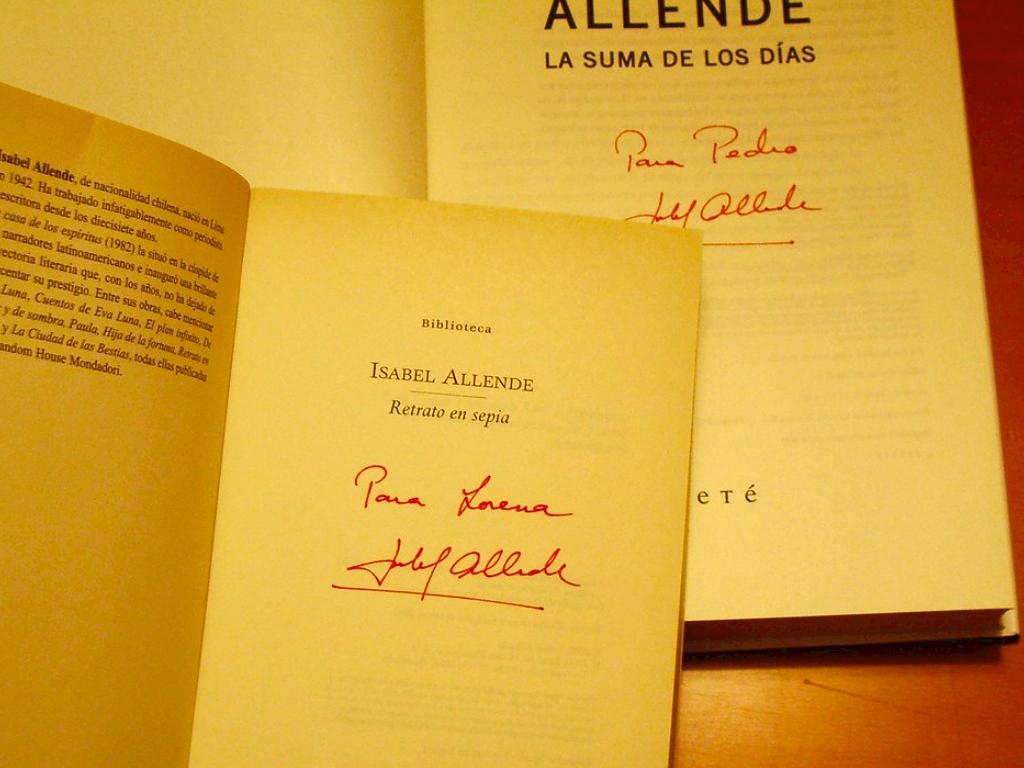 ALLENDE
LA SUMA DE LOS DÍAS
Para Pedro
Isabel Allende
eté
Isabel Allende, de nacionalidad chilena, nació en Lima
n 1942. Ha trabajado infatigablemente como periodista
escritora desde los diecisiete años.
casa de los espíritus (1982) la situó en la cúspide de
narradores latinoamericanos e inauguró una brillante
yectoria literaria que, con los años, no ha dejado de
centar su prestigio. Entre sus obras, cabe mencionar
Luna, Cuentos de Eva Luna, El plan infinito, De
y de sombra, Paula, Hija de la fortuna, Retrato en
y La Ciudad de las Bestias, todas ellas publicadas
andom House Mondadori.
Biblioteca
ISABEL ALLENDE
Retrato en sepia
Para Lorena
Isabel Allende